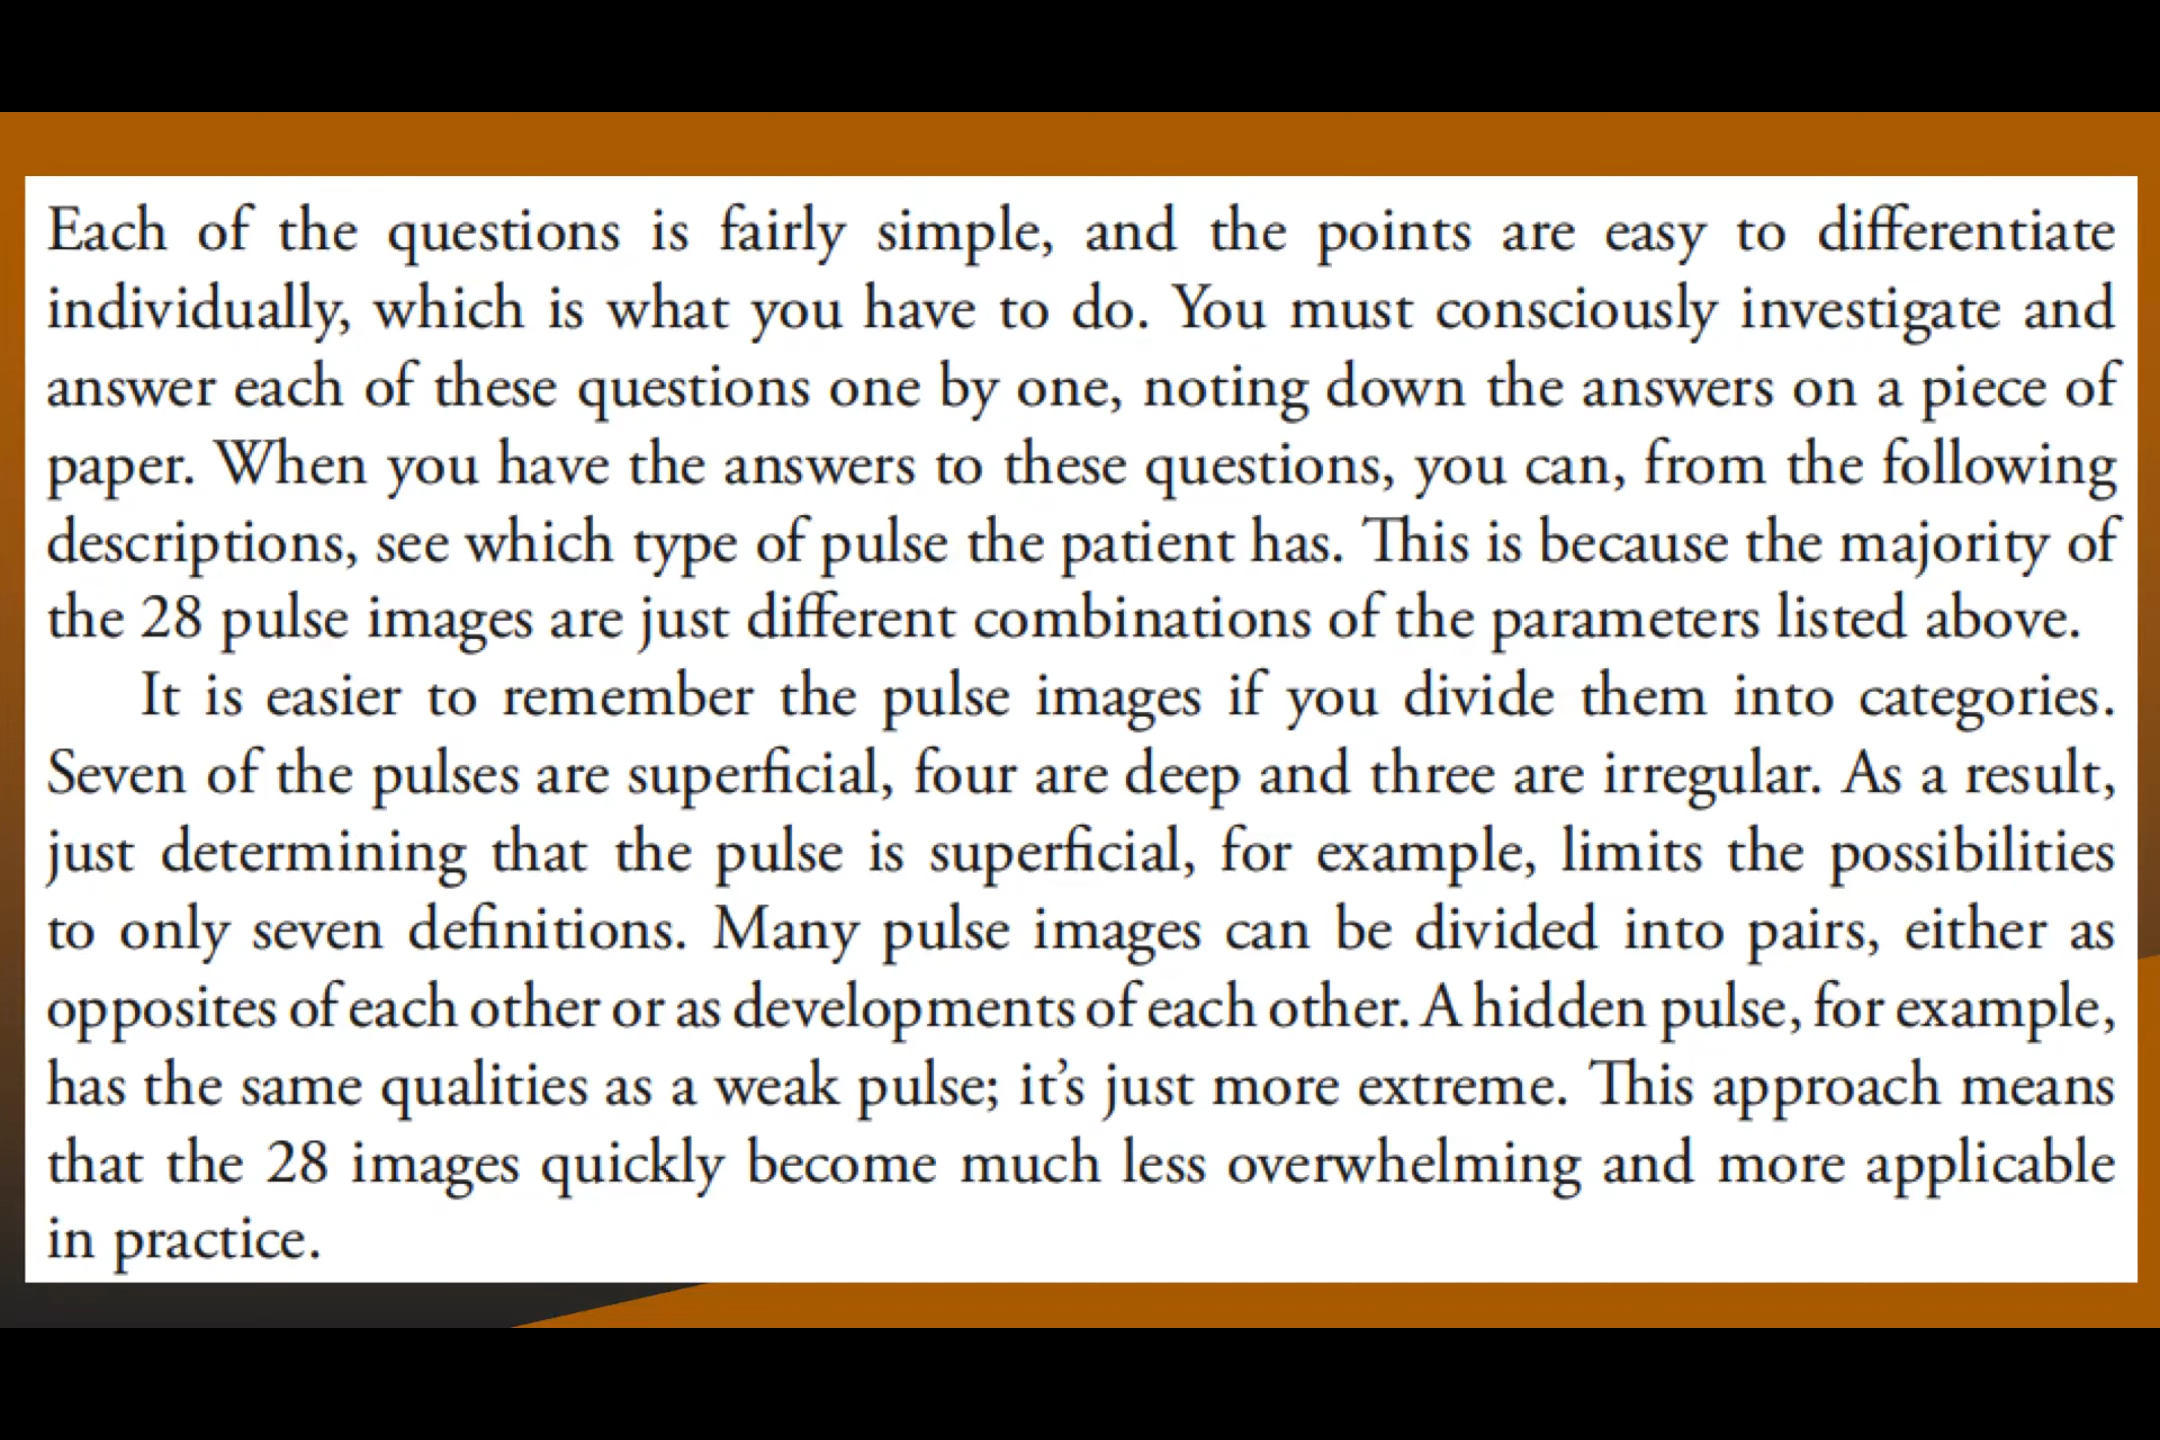 Each of the questions is fairly simple, and the points are easy to differentiate
individually, which is what you have to do. You must consciously investigate and
answer each of these questions one by one, noting down the answers on a piece of
paper. When you have the answers to these questions, you can, from the following
descriptions, see which type of pulse the patient has. This is because the majority of
the 28 pulse images are just different combinations of the parameters listed above.
It is easier to remember the pulse images if you divide them into categories.
Seven of the pulses are superficial, four are deep and three are irregular. As a result,
just determining that the pulse is superficial, for example, limits the possibilities
to only seven definitions. Many pulse images can be divided into pairs, either as
opposites of each other or as developments of each other. A hidden pulse, for example,
has the same qualities as a weak pulse; it’s just more extreme. This approach means
that the 28 images quickly become much less overwhelming and more applicable
in practice.